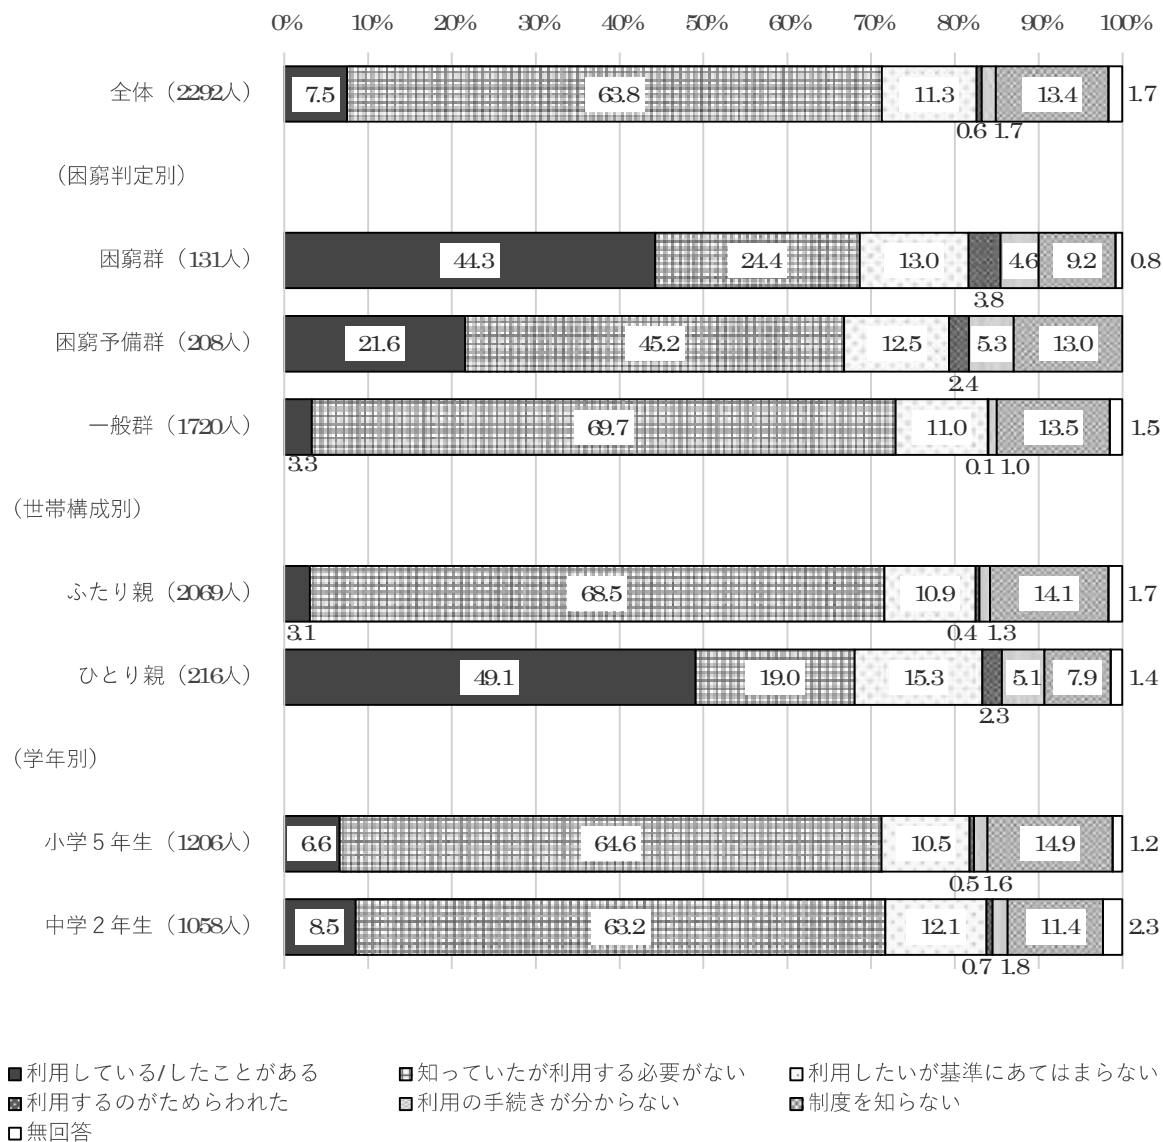 0% 10% 20% 30% 40% 50% 60% 70% 80% 90% 100%
全体（2292人） 7.5 63.8 11.3 13.4 1.7
0.6 1.7
（困窮判定別）
困窮群（131人） 44.3 24.4 13.0 4.6 9.2 0.8
3.8
困窮予備群（208人） 21.6 45.2 12.5 5.3 13.0
2.4
一般群（1720人） 69.7 11.0 13.5 1.5
3.3 0.1 1.0
（世帯構成別）
ふたり親（2069人） 68.5 10.9 14.1 1.7
3.1 0.4 1.3
ひとり親（216人） 49.1 19.0 15.3 5.1 7.9 1.4
2.3
（学年別）
小学５年生（1206人） 6.6 64.6 10.5 14.9 1.2
0.5 1.6
中学２年生（1058人） 8.5 63.2 12.1 11.4 2.3
0.7 1.8
利用している/したことがある 知っていたが利用する必要がない 利用したいが基準にあてはまらない
利用するのがためらわれた 利用の手続きが分からない 制度を知らない
無回答